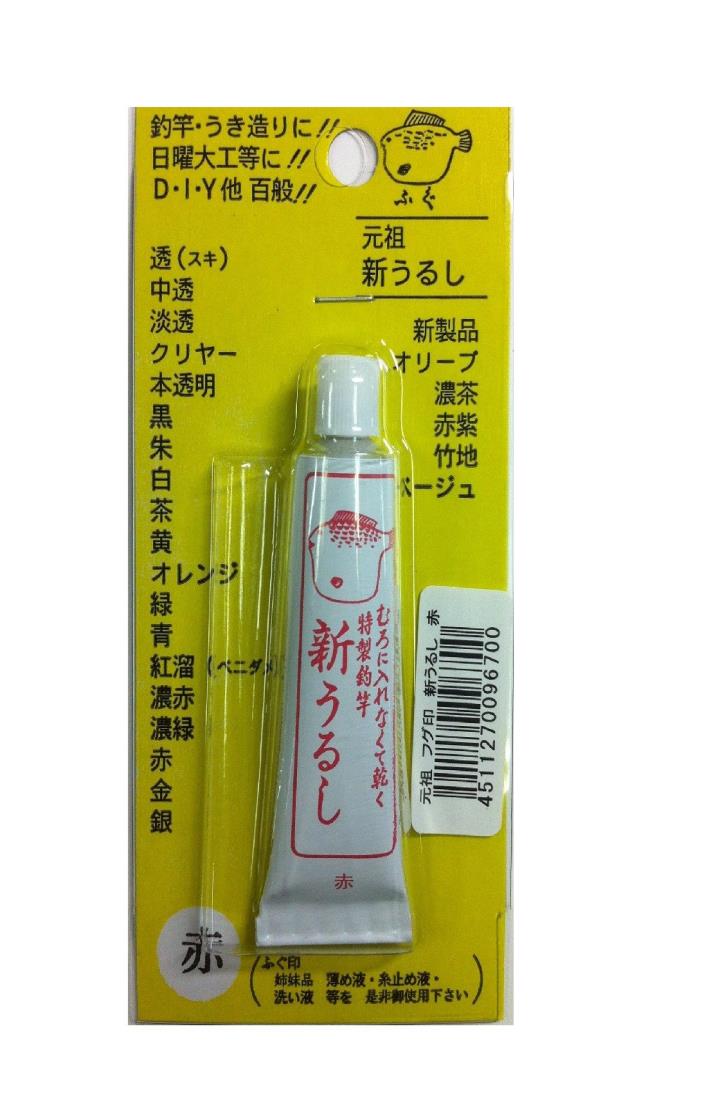 釣竿・うき造りに!!
日曜大工等に!!
D・I・Y他 百般!!
ふぐ
元祖
新うるし
透(スキ)
中透
淡透
クリヤー
本透明
黒
朱
白
茶
黄
オレンジ
緑
青
紅溜(ベニダメ)
濃赤
濃緑
赤
金
銀
新製品
オリーブ
濃茶
赤紫
竹地
ベージュ
むろに入れなくて乾く
特製釣竿
新うるし
赤
元祖 フグ印 新うるし 赤
4511270096700
赤
ふぐ印
姉妹品 薄め液・糸止め液・
洗い液 等を 是非御使用下さい